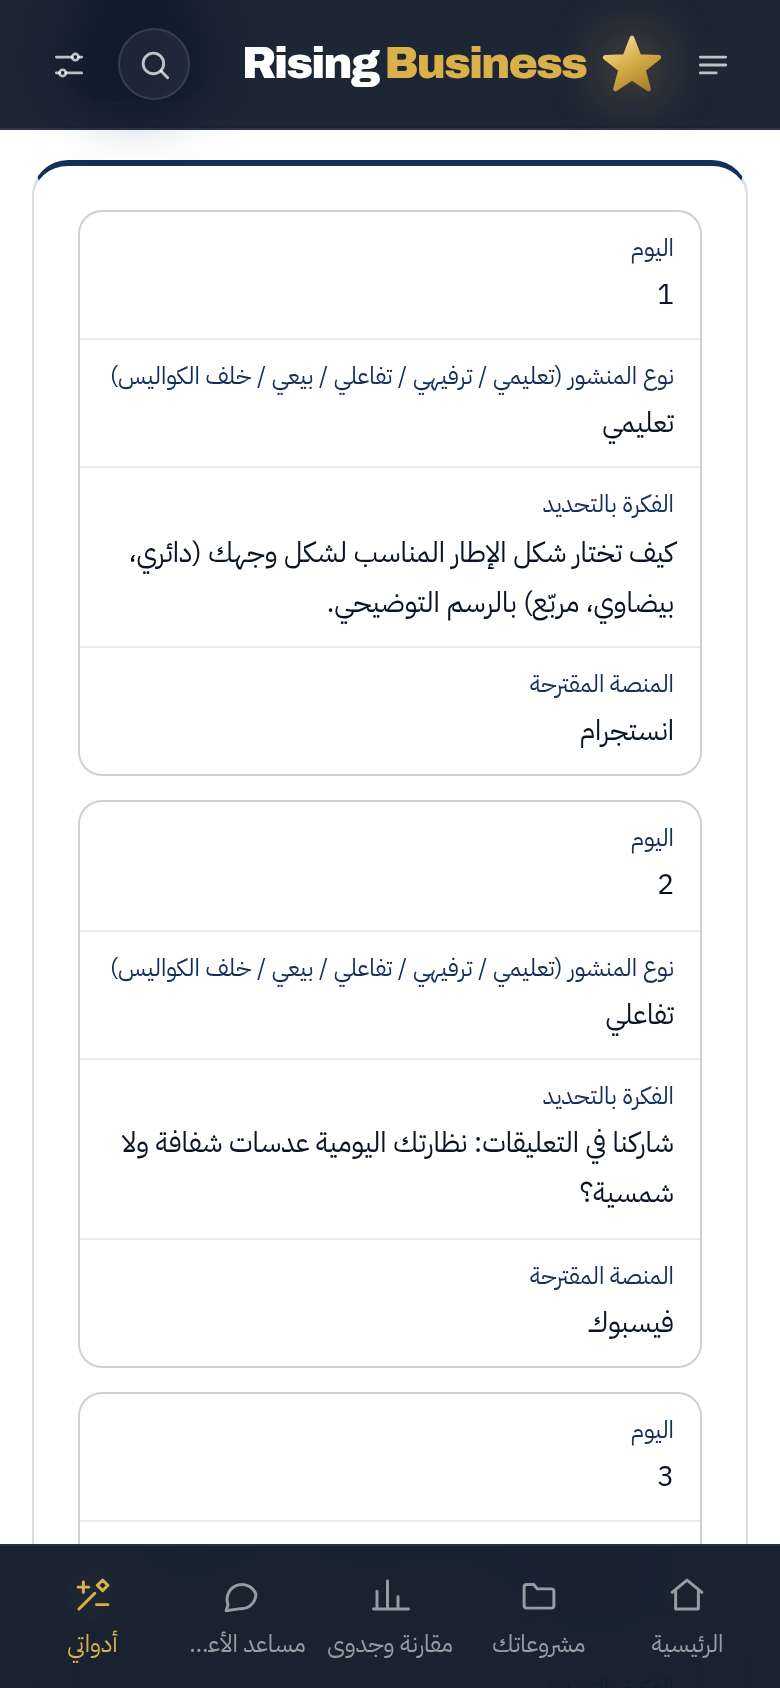 Rising Business
اليوم
1
نوع المنشور (تعليمي / ترفيهي / تفاعلي / بيعي / خلف الكواليس)
تعليمي
الفكرة بالتحديد
كيف تختار شكل الإطار المناسب لشكل وجهك (دائري،
بيضاوي، مربّع) بالرسم التوضيحي.
المنصة المقترحة
انستجرام
اليوم
2
نوع المنشور (تعليمي / ترفيهي / تفاعلي / بيعي / خلف الكواليس)
تفاعلي
الفكرة بالتحديد
شاركنا في التعليقات: نظارتك اليومية عدسات شفافة ولا
شمسية؟
المنصة المقترحة
فيسبوك
اليوم
3
الرئيسية
مشروعاتك
مقارنة وجدوى
مساعد الأع...
أدواتي